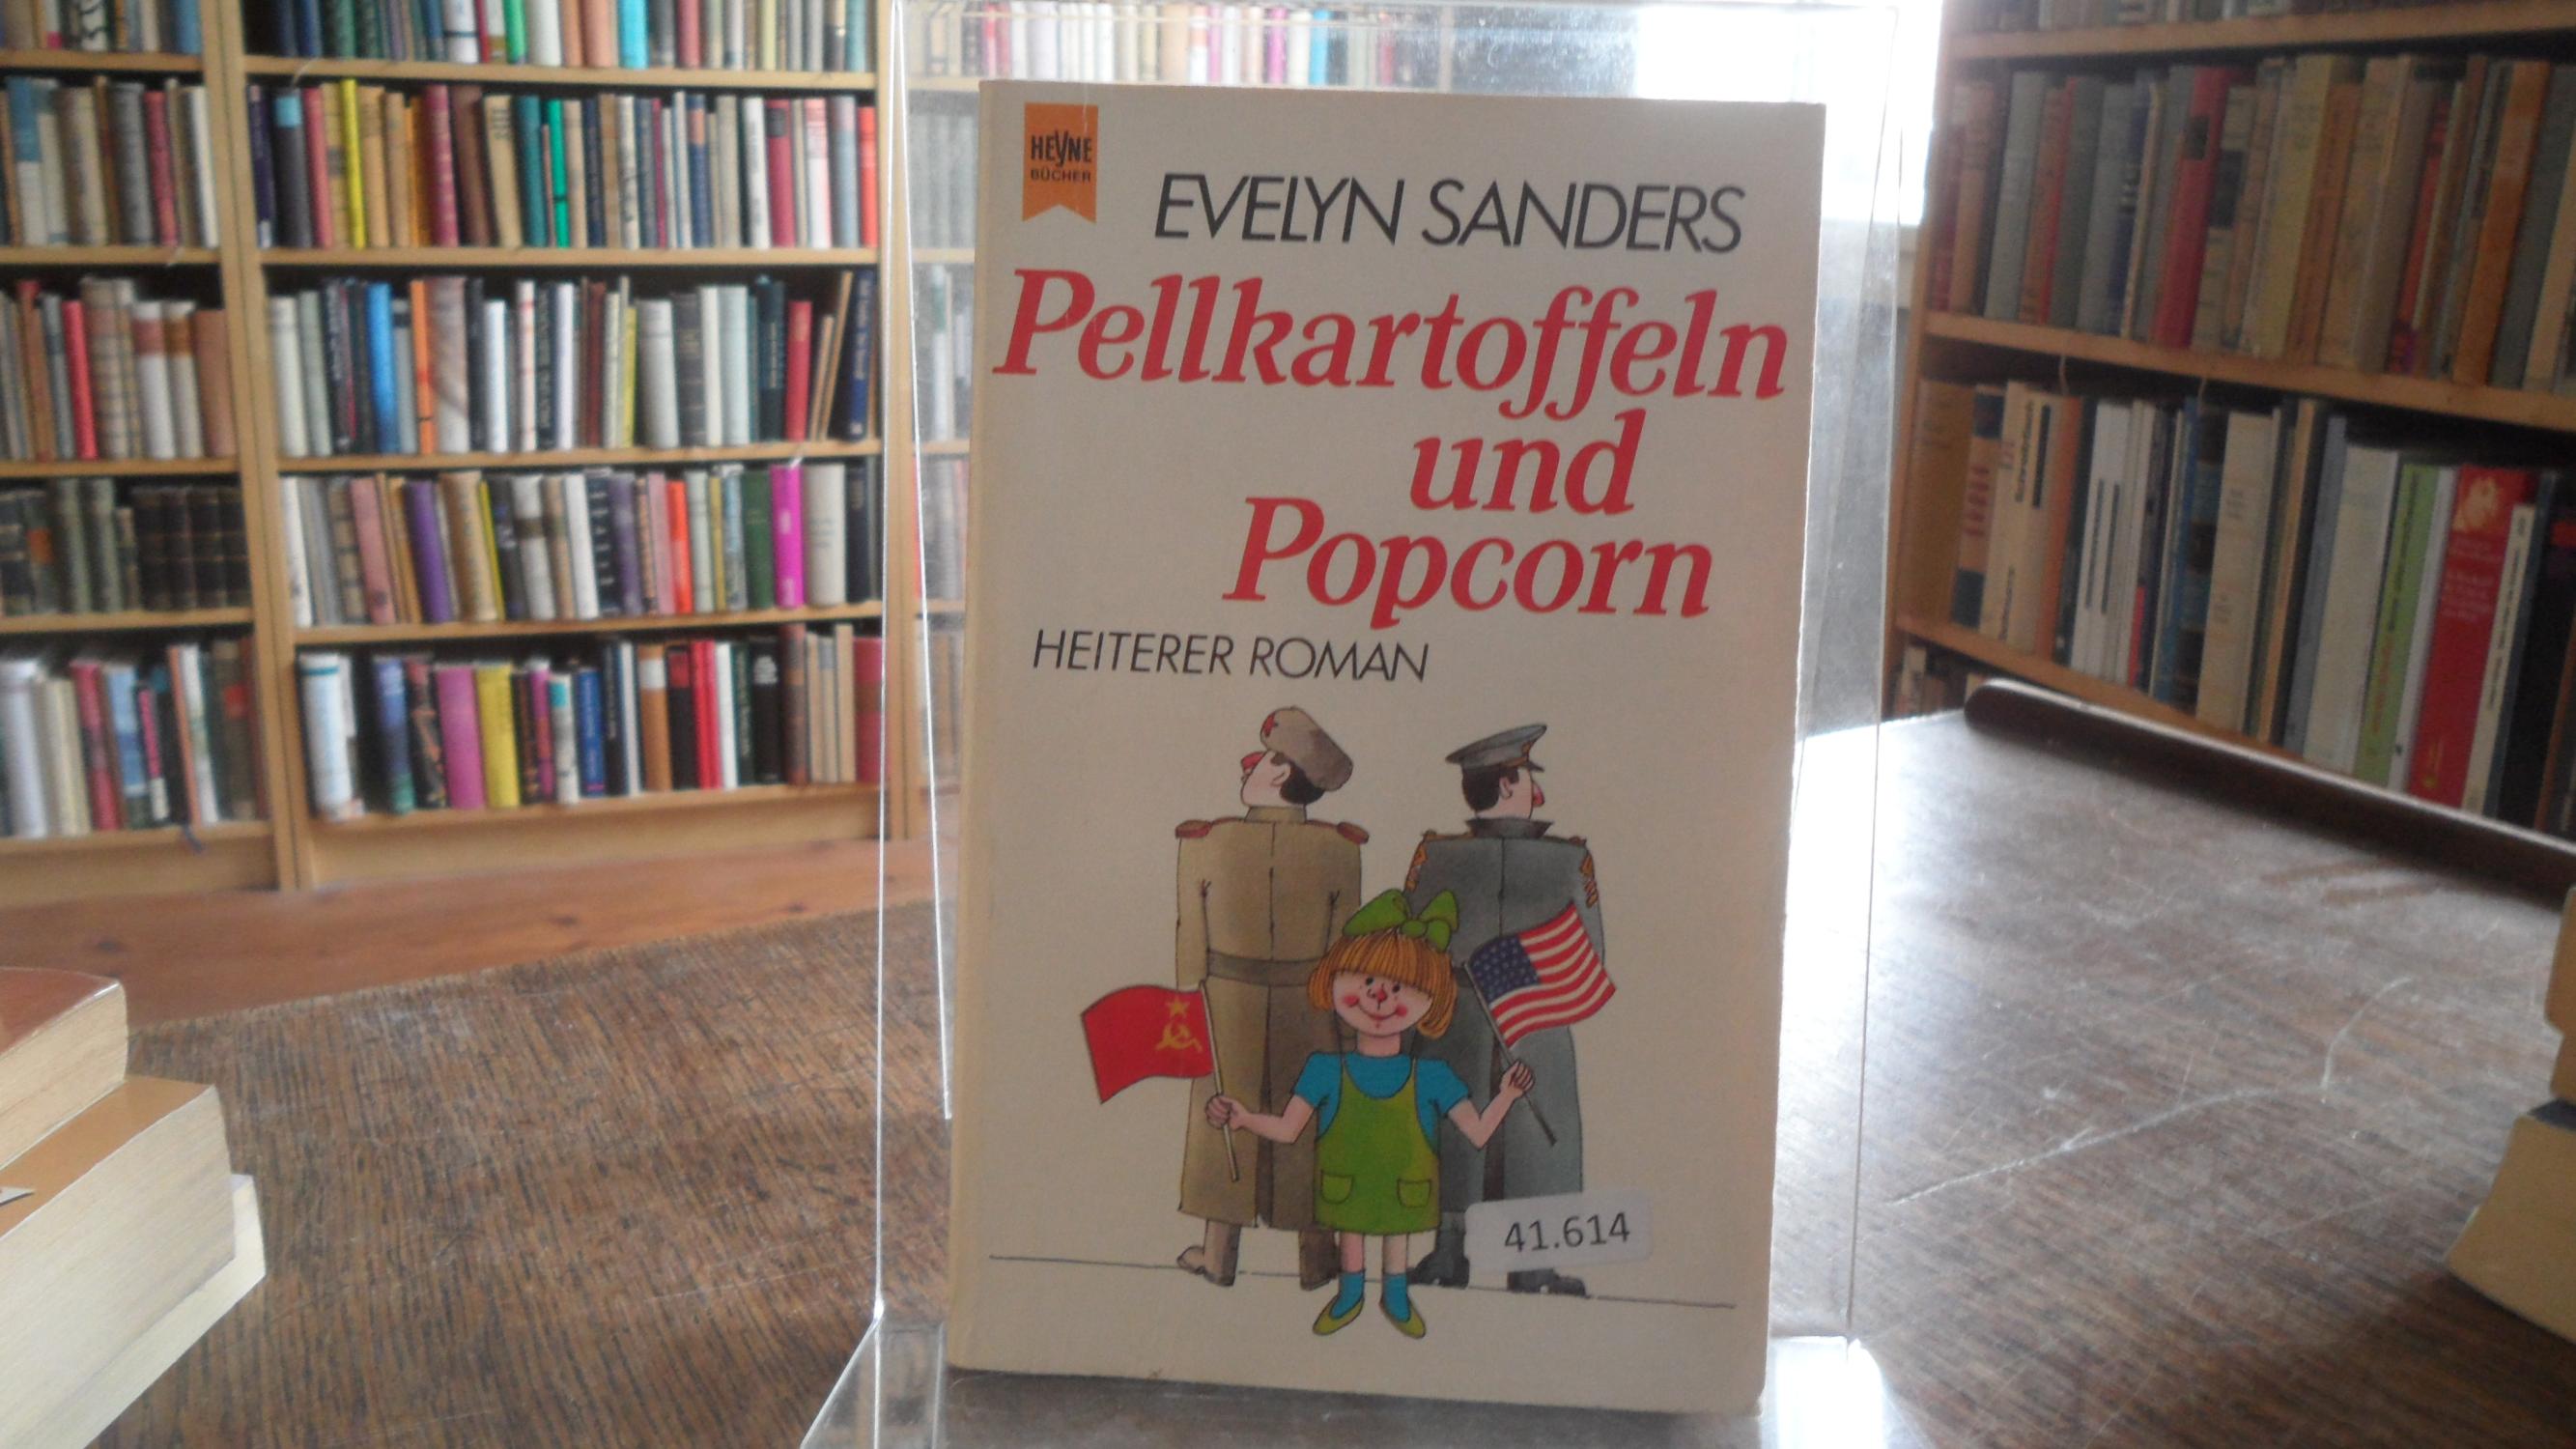 HEYNE
BÜCHER
EVELYN SANDERS
Pellkartoffeln
und
Popcorn
HEITERER ROMAN
41.614